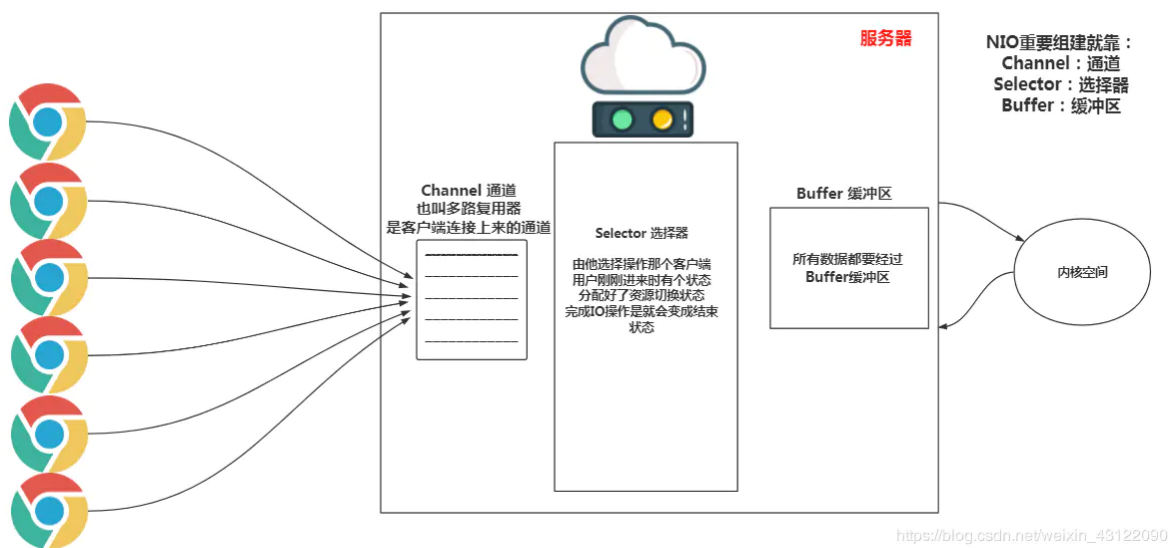 服务器
NIO重要组建就靠：
Channel：通道
Selector：选择器
Buffer：缓冲区
Channel 通道
也叫多路复用器
是客户端连接上来的通道
Selector 选择器
由他选择操作那个客户端
用户刚刚进来时有个状态
分配好了资源切换状态
完成IO操作是就会变成结束
状态
Buffer 缓冲区
所有数据都要经过
Buffer缓冲区
内核空间
https://blog.csdn.net/weixin_43122090